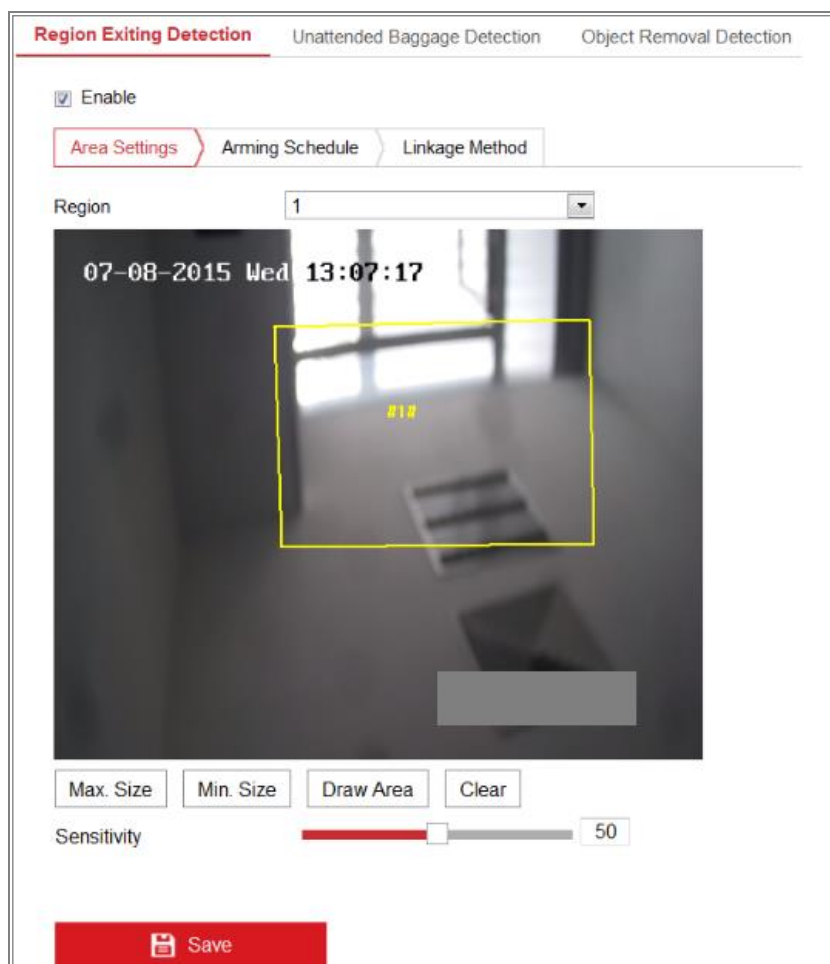 Region Exiting Detection Unattended Baggage Detection Object Removal Detection
Enable
Area Settings Arming Schedule Linkage Method
Region 1
07-08-2015 Wed 13:07:17
#1#
Max. Size Min. Size Draw Area Clear
Sensitivity 50
Save